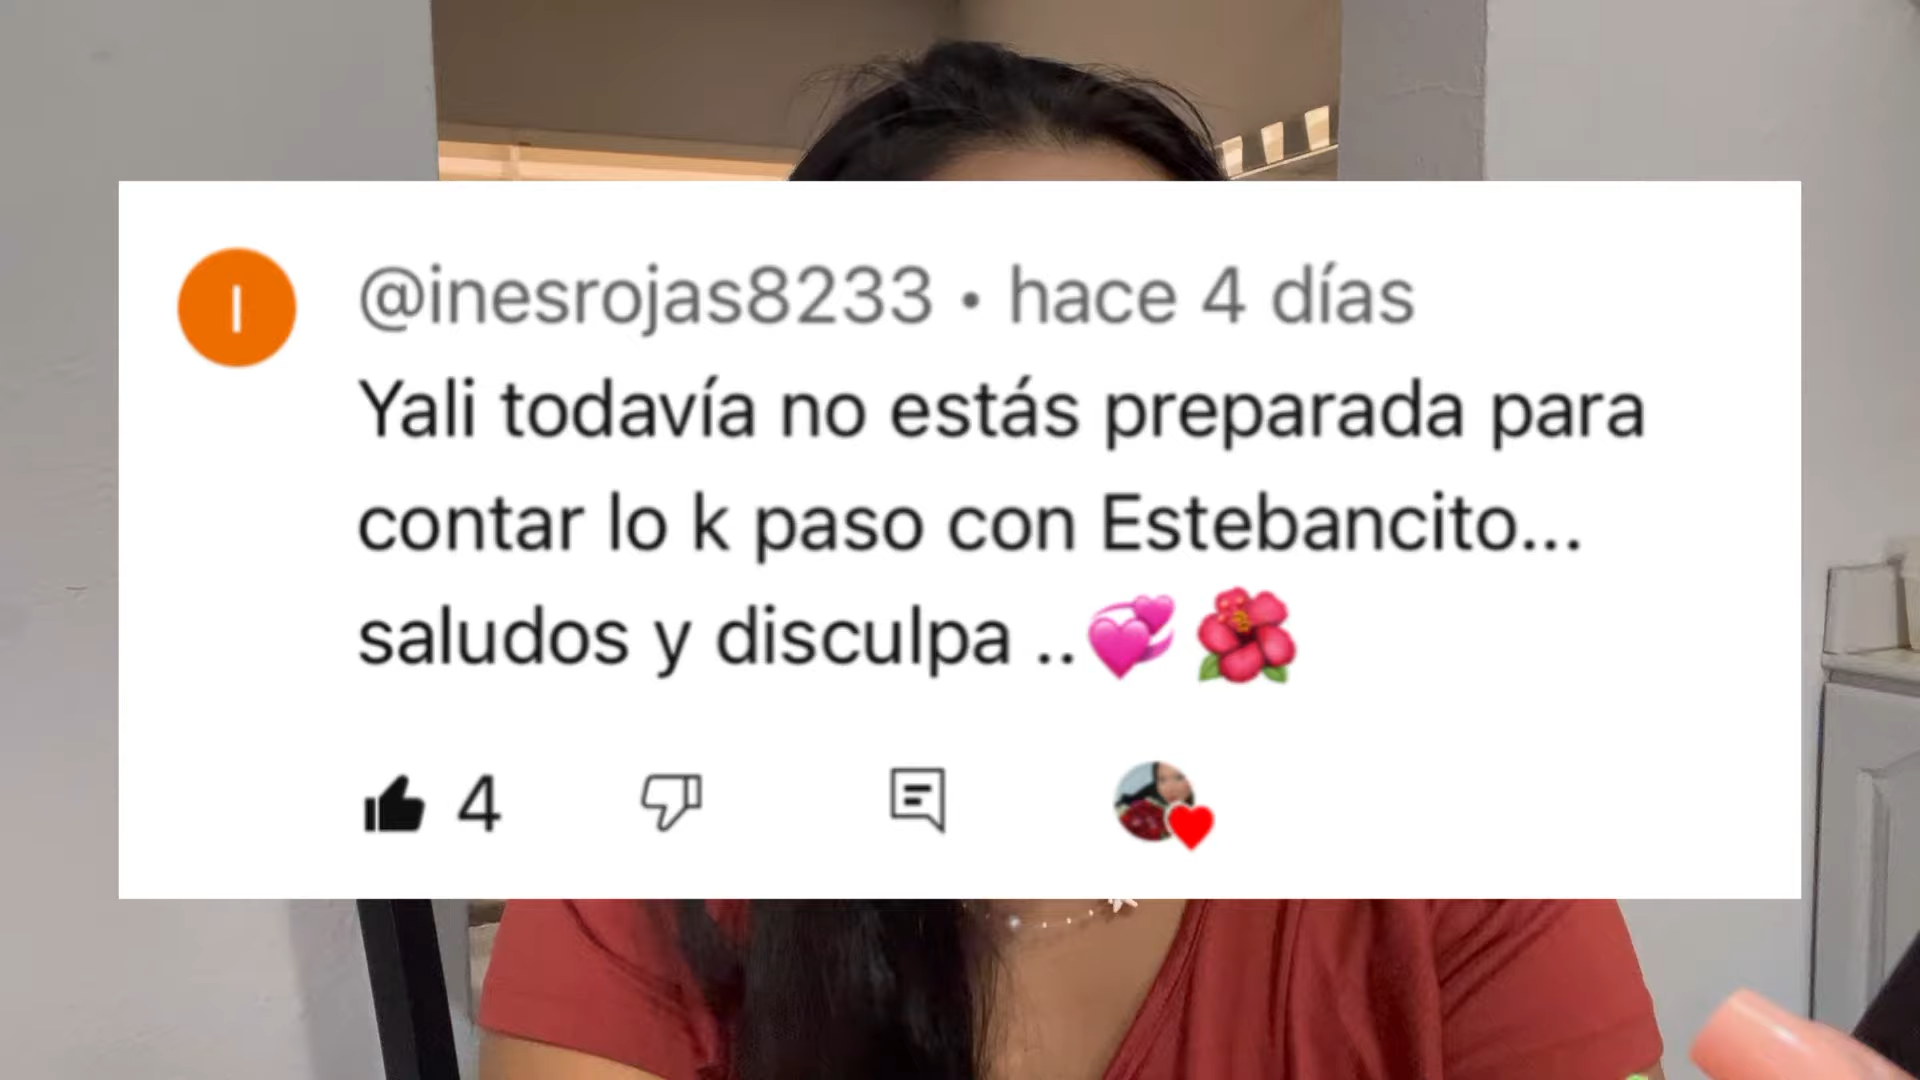 I
@inesrojas8233 • hace 4 días
Yali todavía no estás preparada para
contar lo k paso con Estebancito...
saludos y disculpa ..💞 🌺
4